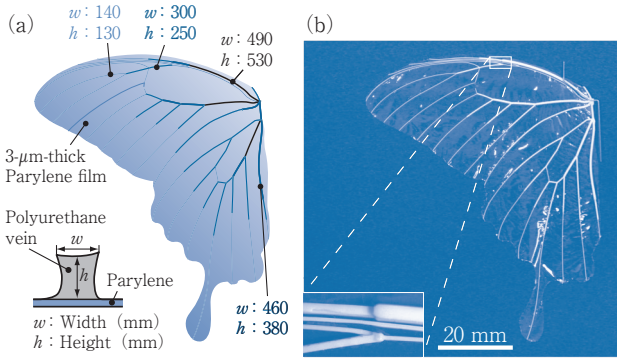 (a)
w : 140
h : 130
w : 300
h : 250
w : 490
h : 530
3-μm-thick
Parylene film
Polyurethane
vein
w
h
Parylene
w : Width (mm)
h : Height (mm)
w : 460
h : 380
(b)
20 mm